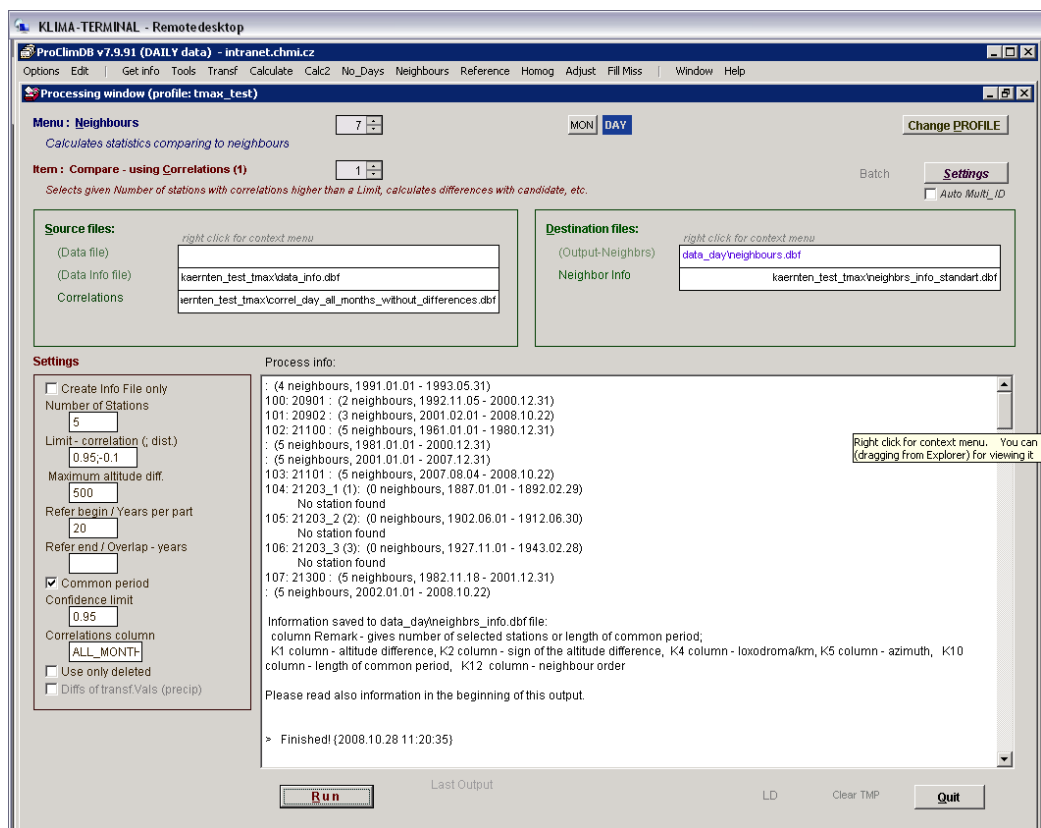 KLIMA-TERMINAL - Remotedesktop
ProClimDB v7.9.91 (DAILY data) - intranet.chmi.cz
Options Edit | Get info Tools Transf Calculate Calc2 No_Days Neighbours Reference Homog Adjust Fill Miss | Window Help
Processing window (profile: tmax_test)
Menu : Neighbours 7 MON DAY Change PROFILE
Calculates statistics comparing to neighbours
Item : Compare - using Correlations (1) 1 Batch Settings
Selects given Number of stations with correlations higher than a Limit, calculates differences with candidate, etc. Auto Multi_ID
Source files:
right click for context menu
(Data file)
(Data Info file) kaernten_test_tmax\data_info.dbf
Correlations ernten_test_tmax\correl_day_all_months_without_differences.dbf
Destination files:
right click for context menu
(Output-Neighbrs) data_day\neighbours.dbf
Neighbor Info kaernten_test_tmax\neighbrs_info_standart.dbf
Settings
Create Info File only
Number of Stations
5
Limit - correlation (; dist.)
0.95;-0.1
Maximum altitude diff.
500
Refer begin / Years per part
20
Refer end / Overlap - years
Common period
Confidence limit
0.95
Correlations column
ALL_MONTH
Use only deleted
Diffs of transf.Vals (precip)
Process info:
: (4 neighbours, 1991.01.01 - 1993.05.31)
100: 20901 : (2 neighbours, 1992.11.05 - 2000.12.31)
101: 20902 : (3 neighbours, 2001.02.01 - 2008.10.22)
102: 21100 : (5 neighbours, 1961.01.01 - 1980.12.31)
: (5 neighbours, 1981.01.01 - 2000.12.31)
: (5 neighbours, 2001.01.01 - 2007.12.31)
103: 21101 : (5 neighbours, 2007.08.04 - 2008.10.22)
104: 21203_1 (1): (0 neighbours, 1887.01.01 - 1892.02.29)
No station found
105: 21203_2 (2): (0 neighbours, 1902.06.01 - 1912.06.30)
No station found
106: 21203_3 (3): (0 neighbours, 1927.11.01 - 1943.02.28)
No station found
107: 21300 : (5 neighbours, 1982.11.18 - 2001.12.31)
: (5 neighbours, 2002.01.01 - 2008.10.22)
Information saved to data_day\neighbrs_info.dbf file:
column Remark - gives number of selected stations or length of common period;
K1 column - altitude difference, K2 column - sign of the altitude difference, K4 column - loxodroma/km, K5 column - azimuth, K10
column - length of common period, K12 column - neighbour order
Please read also information in the beginning of this output.
> Finished! {2008.10.28 11:20:35}
Right click for context menu. You can
(dragging from Explorer) for viewing it
Run Last Output LD Clear TMP Quit